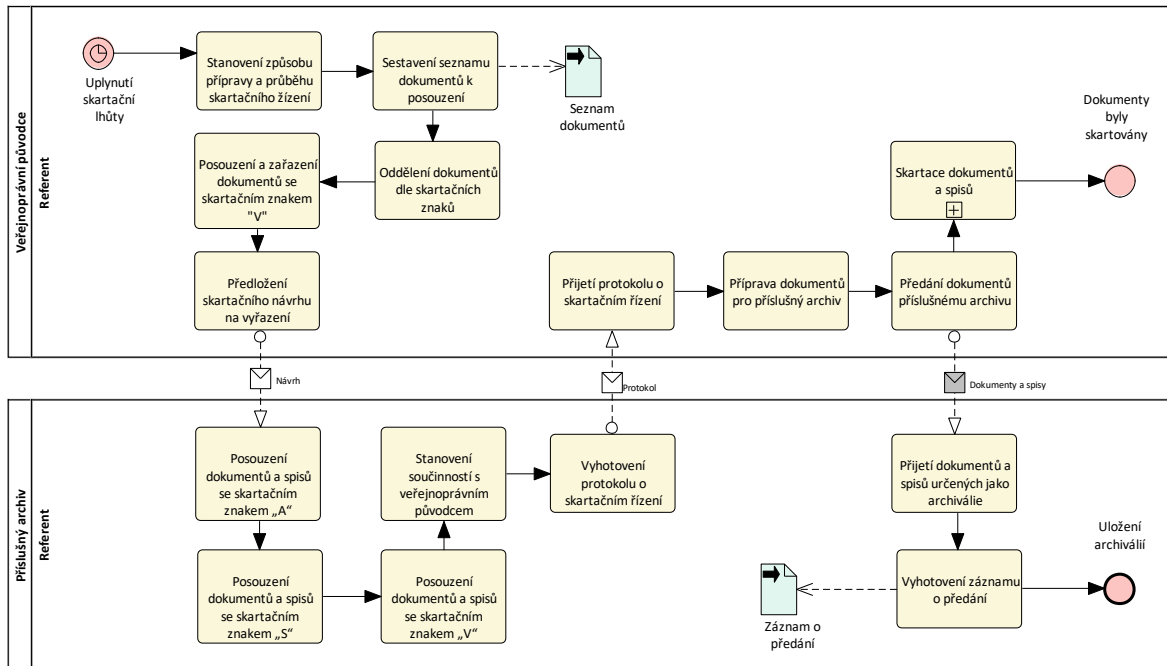 Veřejnoprávní původce
Referent
Uplynutí
skartační
lhůty
Stanovení způsobu
přípravy a průběhu
skartačního žízení
Sestavení seznamu
dokumentů k
posouzení
Seznam
dokumentů
Posouzení a zařazení
dokumentů se
skartačním znakem
"V"
Oddělení dokumentů
dle skartačních
znaků
Předložení
skartačního návrhu
na vyřazení
Přijetí protokolu o
skartačním řízení
Příprava dokumentů
pro příslušný archiv
Předání dokumentů
příslušnému archivu
Skartace dokumentů
a spisů
Dokumenty
byly
skartovány
Návrh
Protokol
Dokumenty a spisy
Příslušný archiv
Referent
Posouzení
dokumentů a spisů
se skartačním
znakem „A“
Posouzení
dokumentů a spisů
se skartačním
znakem „S“
Posouzení
dokumentů a spisů
se skartačním
znakem „V“
Stanovení
součinností s
veřejnoprávním
původcem
Vyhotovení
protokolu o
skartačním řízení
Přijetí dokumentů a
spisů určených jako
archiválie
Vyhotovení záznamu
o předání
Záznam o
předání
Uložení
archiválií